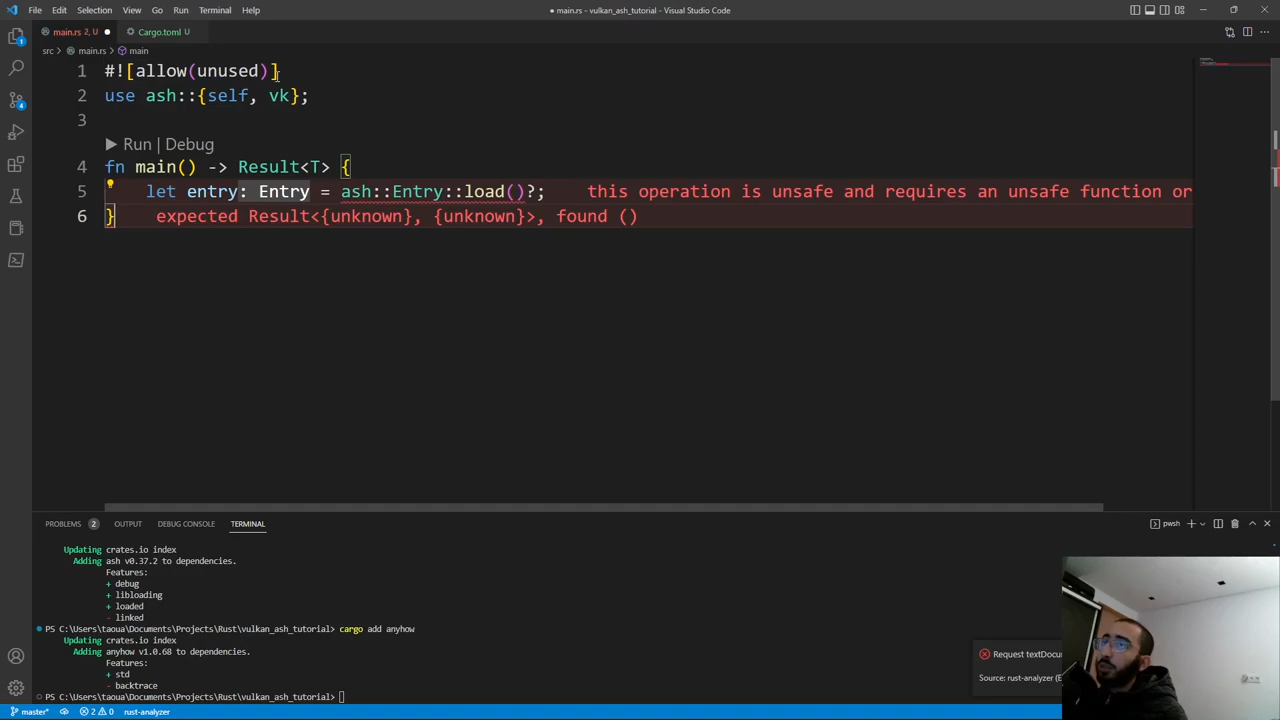 File Edit Selection View Go Run Terminal Help
● main.rs - vulkan_ash_tutorial - Visual Studio Code
main.rs 2, U ●
Cargo.toml U
src > main.rs > main
1 #![allow(unused)]
2 use ash::{self, vk};
3
▶ Run | Debug
4 fn main() -> Result<T> {
5 let entry: Entry = ash::Entry::load()?; this operation is unsafe and requires an unsafe function or
6 } expected Result<{unknown}, {unknown}>, found ()
PROBLEMS 2 OUTPUT DEBUG CONSOLE TERMINAL
pwsh
Updating crates.io index
Adding ash v0.37.2 to dependencies.
Features:
+ debug
+ libloading
+ loaded
- linked
PS C:\Users\taoua\Documents\Projects\Rust\vulkan_ash_tutorial> cargo add anyhow
Updating crates.io index
Adding anyhow v1.0.68 to dependencies.
Features:
+ std
- backtrace
PS C:\Users\taoua\Documents\Projects\Rust\vulkan_ash_tutorial>
Request textDocu
Source: rust-analyzer (E
1
4
master* 2 0 rust-analyzer